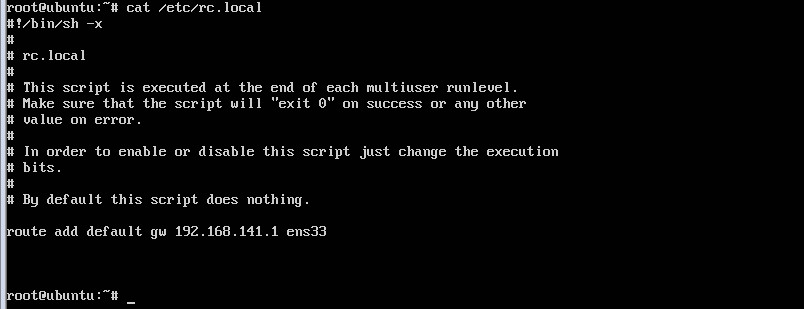 root@ubuntu:~# cat /etc/rc.local
#!/bin/sh -x
#
# rc.local
#
# This script is executed at the end of each multiuser runlevel.
# Make sure that the script will "exit 0" on success or any other
# value on error.
#
# In order to enable or disable this script just change the execution
# bits.
#
# By default this script does nothing.
route add default gw 192.168.141.1 ens33
root@ubuntu:~# _